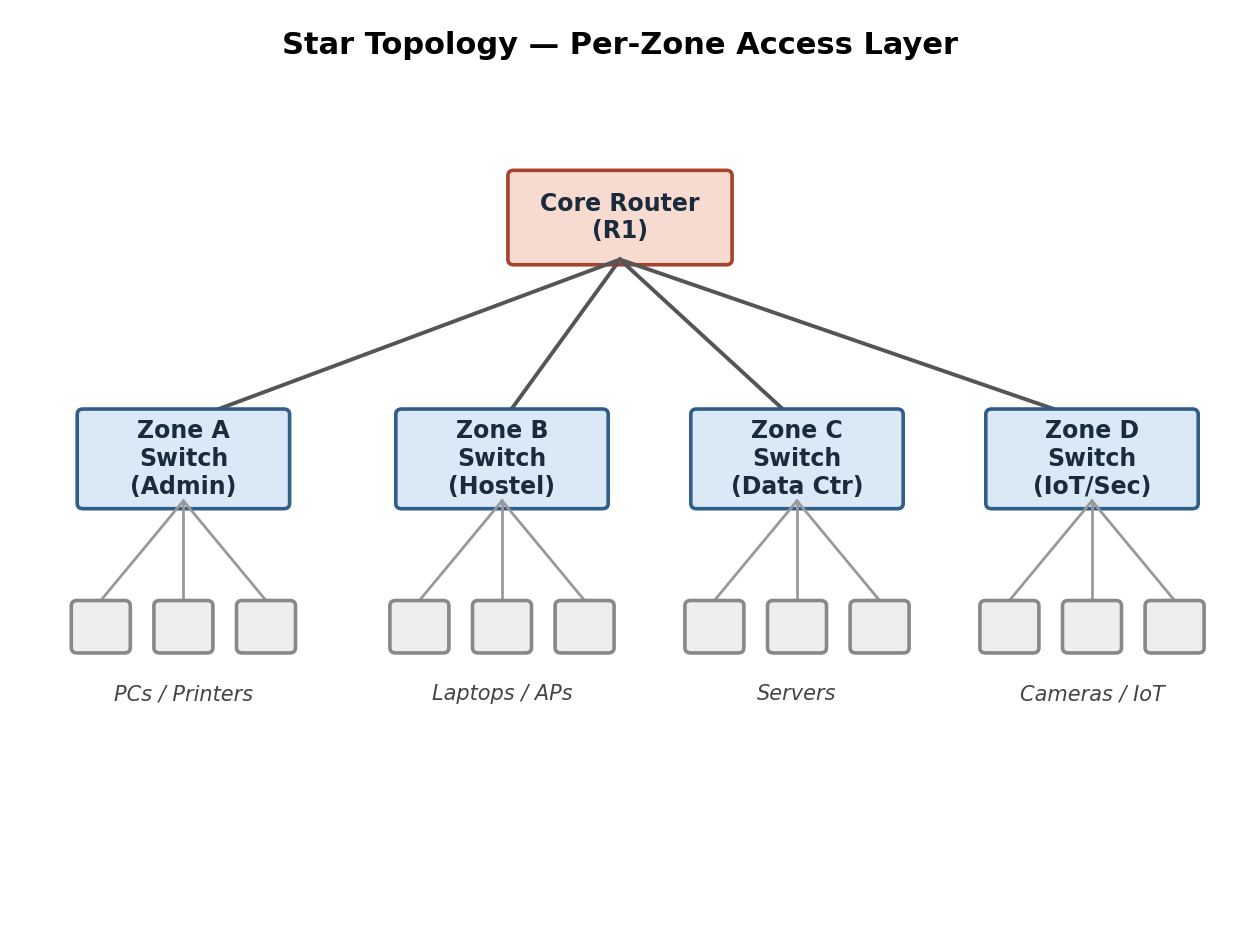 Star Topology — Per-Zone Access Layer
Core Router
(R1)
Zone A
Switch
(Admin)
Zone B
Switch
(Hostel)
Zone C
Switch
(Data Ctr)
Zone D
Switch
(IoT/Sec)
PCs / Printers
Laptops / APs
Servers
Cameras / IoT